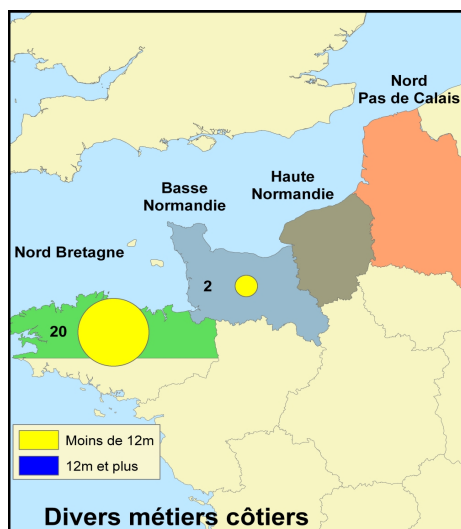 Nord
Pas de Calais
Haute
Normandie
Basse
Normandie
Nord Bretagne
2
20
Moins de 12m
12m et plus
Divers métiers côtiers